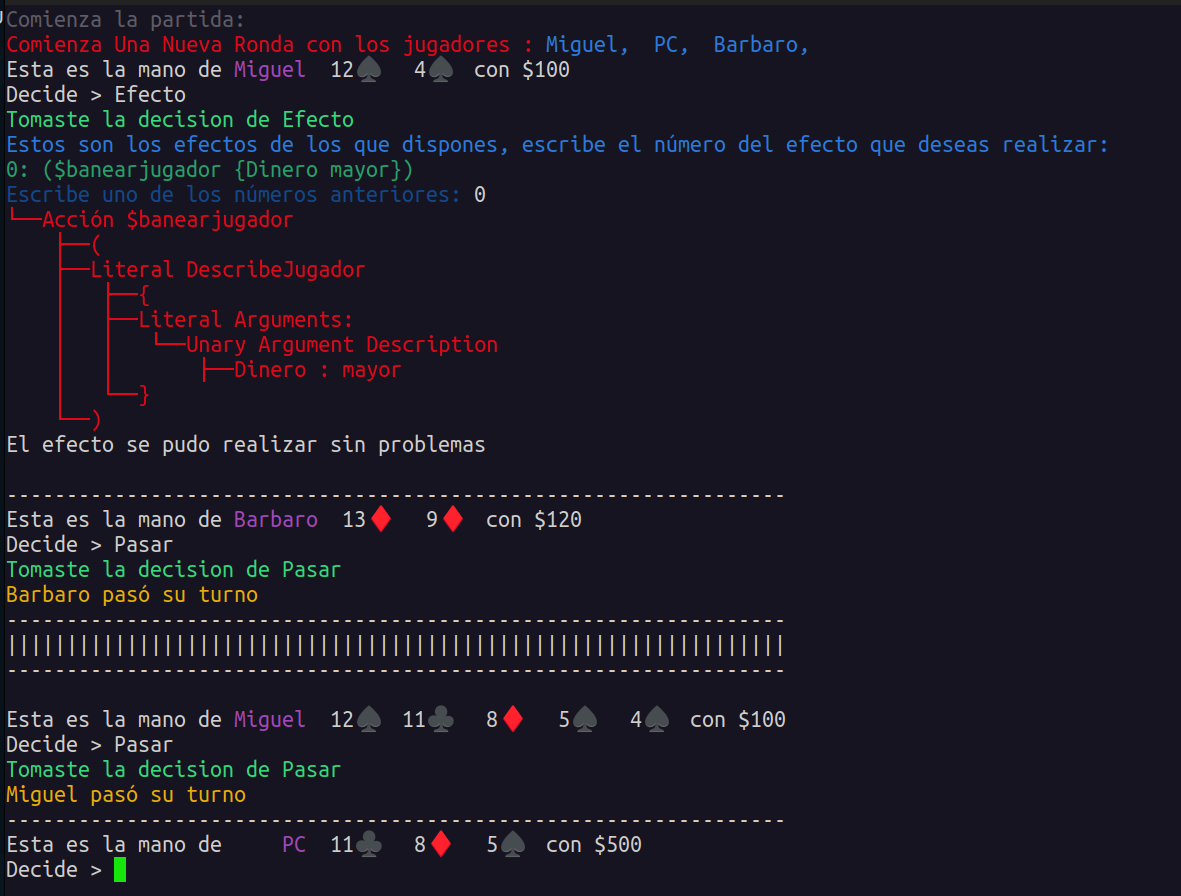 Comienza la partida:
Comienza Una Nueva Ronda con los jugadores : Miguel,  PC,  Barbaro,
Esta es la mano de Miguel  12♠  4♠  con $100
Decide > Efecto
Tomaste la decision de Efecto
Estos son los efectos de los que dispones, escribe el número del efecto que deseas realizar:
0: ($banearjugador {Dinero mayor})
Escribe uno de los números anteriores: 0
└──Acción $banearjugador
    ├──(
    ├──Literal DescribeJugador
    │   ├──{
    │   ├──Literal Arguments:
    │   │   └──Unary Argument Description
    │   │       ├──Dinero : mayor
    │   └──}
    └──)
El efecto se pudo realizar sin problemas
-----------------------------------------------------------------
Esta es la mano de Barbaro  13♦  9♦  con $120
Decide > Pasar
Tomaste la decision de Pasar
Barbaro pasó su turno
-----------------------------------------------------------------
|||||||||||||||||||||||||||||||||||||||||||||||||||||||||||||||||
-----------------------------------------------------------------
Esta es la mano de Miguel  12♠  11♣  8♦  5♠  4♠  con $100
Decide > Pasar
Tomaste la decision de Pasar
Miguel pasó su turno
-----------------------------------------------------------------
Esta es la mano de     PC  11♣  8♦  5♠  con $500
Decide >